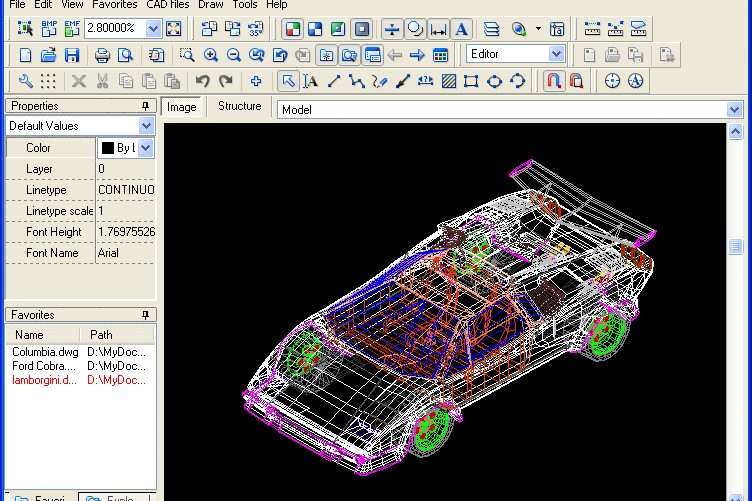 File Edit View Favorites CAD files Draw Tools Help
BMP EMF 2.80000% 35°
Editor
A
Properties
Image Structure Model
Default Values
Color By L
Layer 0
Linetype CONTINUO
Linetype scale 1
Font Height 1.76975526
Font Name Arial
Favorites
Name Path
Columbia.dwg D:\MyDoc...
Ford Cobra.... D:\MyDoc...
lamborgini.d... D:\MyDoc...